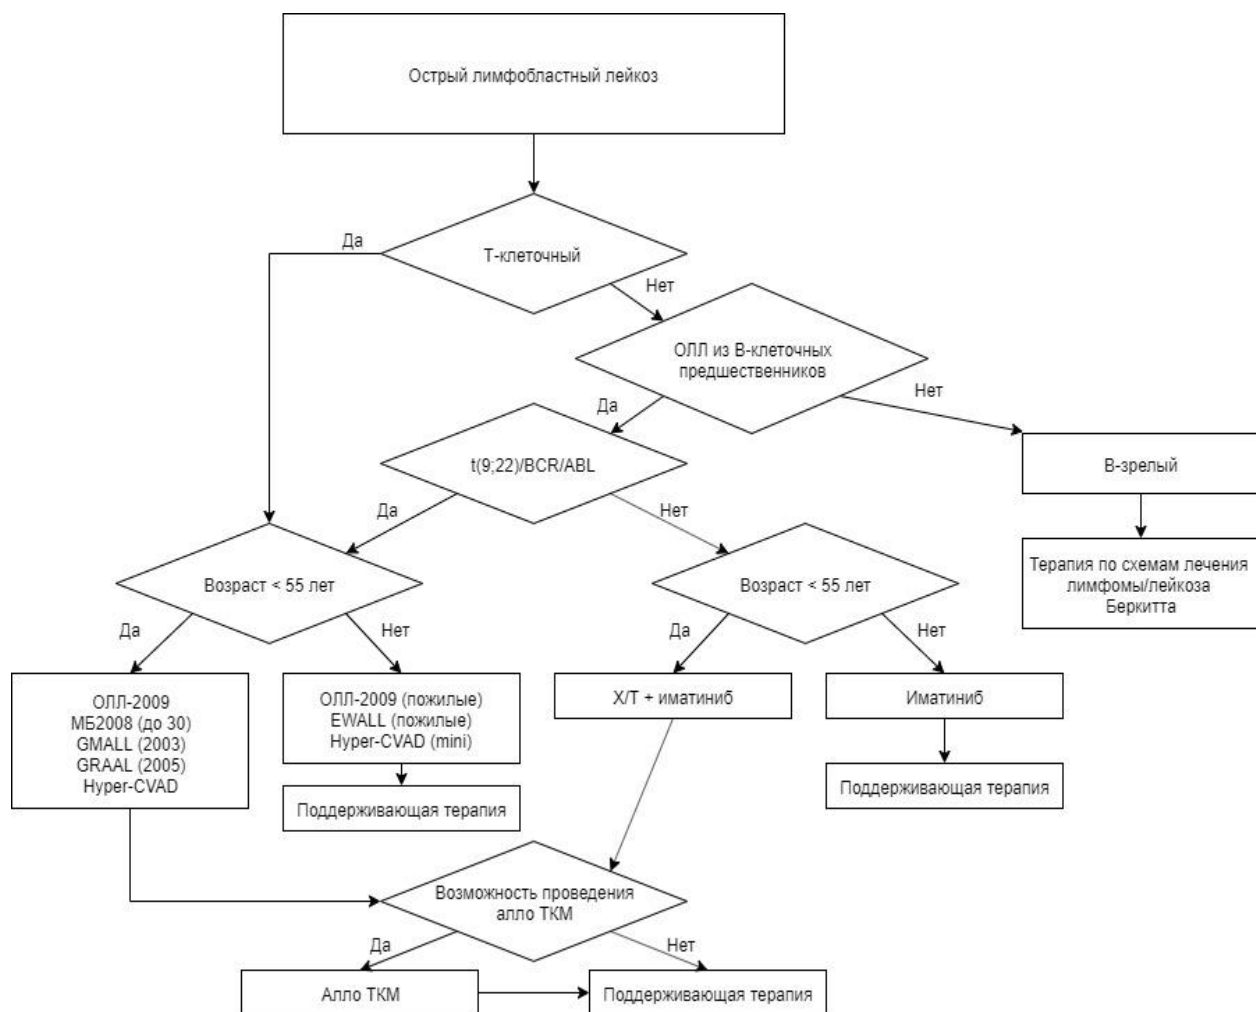 Острый лимфобластный лейкоз
Да
Т-клеточный
Нет
ОЛЛ из В-клеточных
предшественников
Да
Нет
t(9;22)/BCR/ABL
В-зрелый
Да
Нет
Возраст < 55 лет
Возраст < 55 лет
Терапия по схемам лечения
лимфомы/лейкоза
Беркитта
Да
Нет
Да
Нет
ОЛЛ-2009
МБ2008 (до 30)
GMALL (2003)
GRAAL (2005)
Hyper-CVAD
ОЛЛ-2009 (пожилые)
EWALL (пожилые)
Hyper-CVAD (mini)
Х/Т + иматиниб
Иматиниб
Поддерживающая терапия
Поддерживающая терапия
Возможность проведения
алло ТКМ
Да
Нет
Алло ТКМ
Поддерживающая терапия